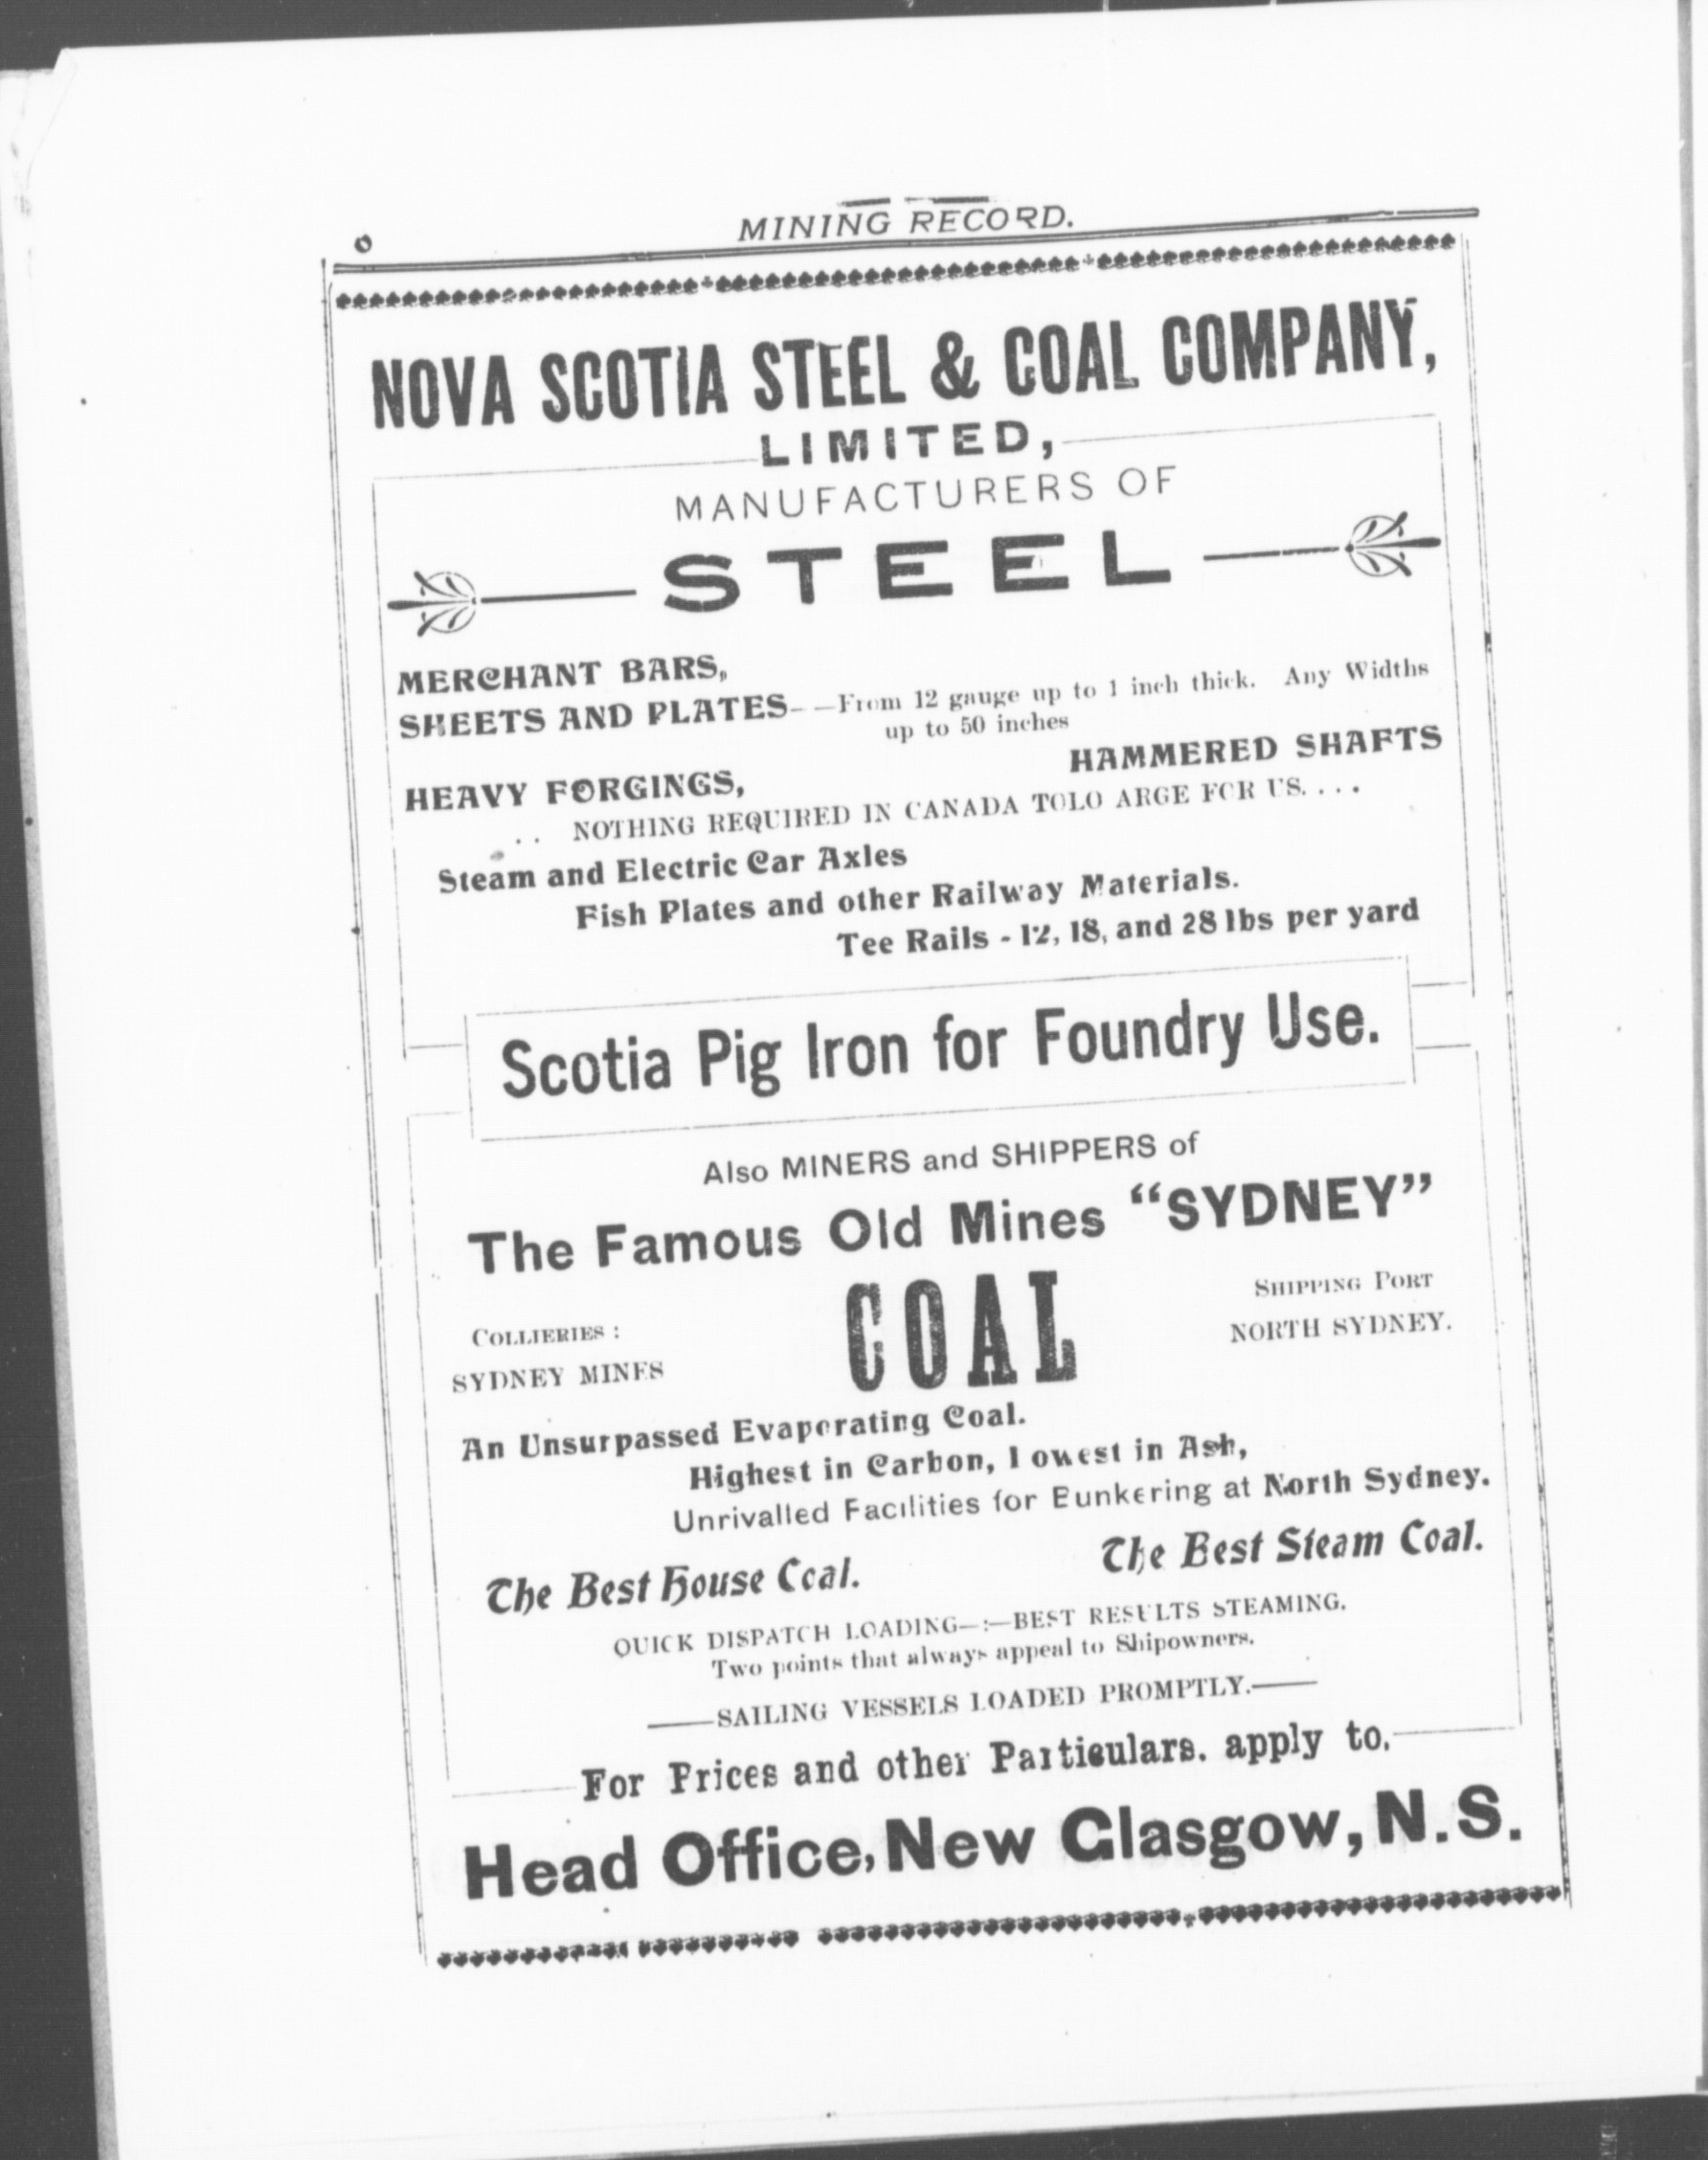 MINING RECORD.
NOVA SCOTIA STEEL & COAL COMPANY,
LIMITED,
MANUFACTURERS OF
STEEL
MERCHANT BARS,
SHEETS AND PLATES- —From 12 gauge up to 1 inch thick. Any Widths
up to 50 inches
HEAVY FORGINGS, HAMMERED SHAFTS
. . NOTHING REQUIRED IN CANADA TOLO ARGE FOR US. . . .
Steam and Electric Car Axles
Fish Plates and other Railway Materials.
Tee Rails - 12, 18, and 28 lbs per yard
Scotia Pig Iron for Foundry Use.
Also MINERS and SHIPPERS of
The Famous Old Mines "SYDNEY"
COAL
COLLIERIES :
SYDNEY MINES
SHIPPING PORT
NORTH SYDNEY.
An Unsurpassed Evaporating Coal.
Highest in Carbon, Lowest in Ash,
Unrivalled Facilities for Bunkering at North Sydney.
The Best House Coal. The Best Steam Coal.
QUICK DISPATCH LOADING—:—BEST RESULTS STEAMING.
Two points that always appeal to Shipowners.
——SAILING VESSELS LOADED PROMPTLY.——
For Prices and other Particulars. apply to,
Head Office, New Glasgow, N.S.